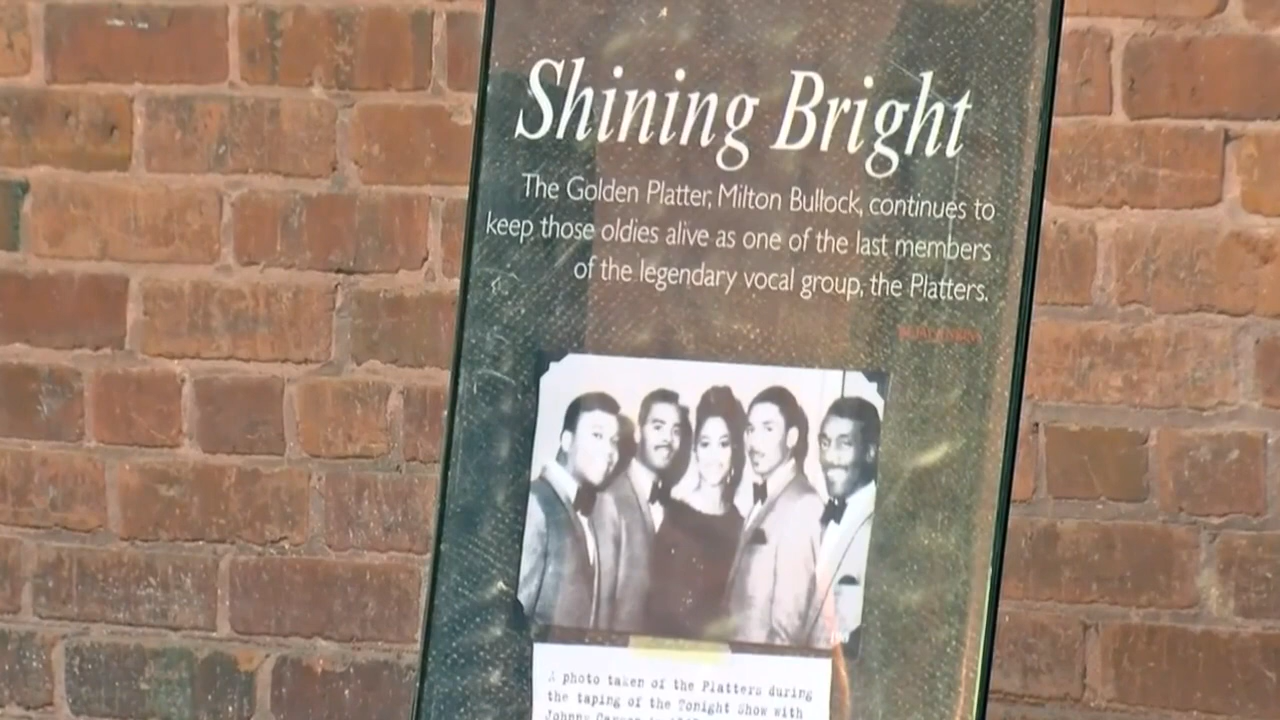 Shining Bright
The Golden Platter, Milton Bullock, continues to
keep those oldies alive as one of the last members
of the legendary vocal group, the Platters.
A photo taken of the Platters during
the taping of the Tonight Show with
Johnny Carson in